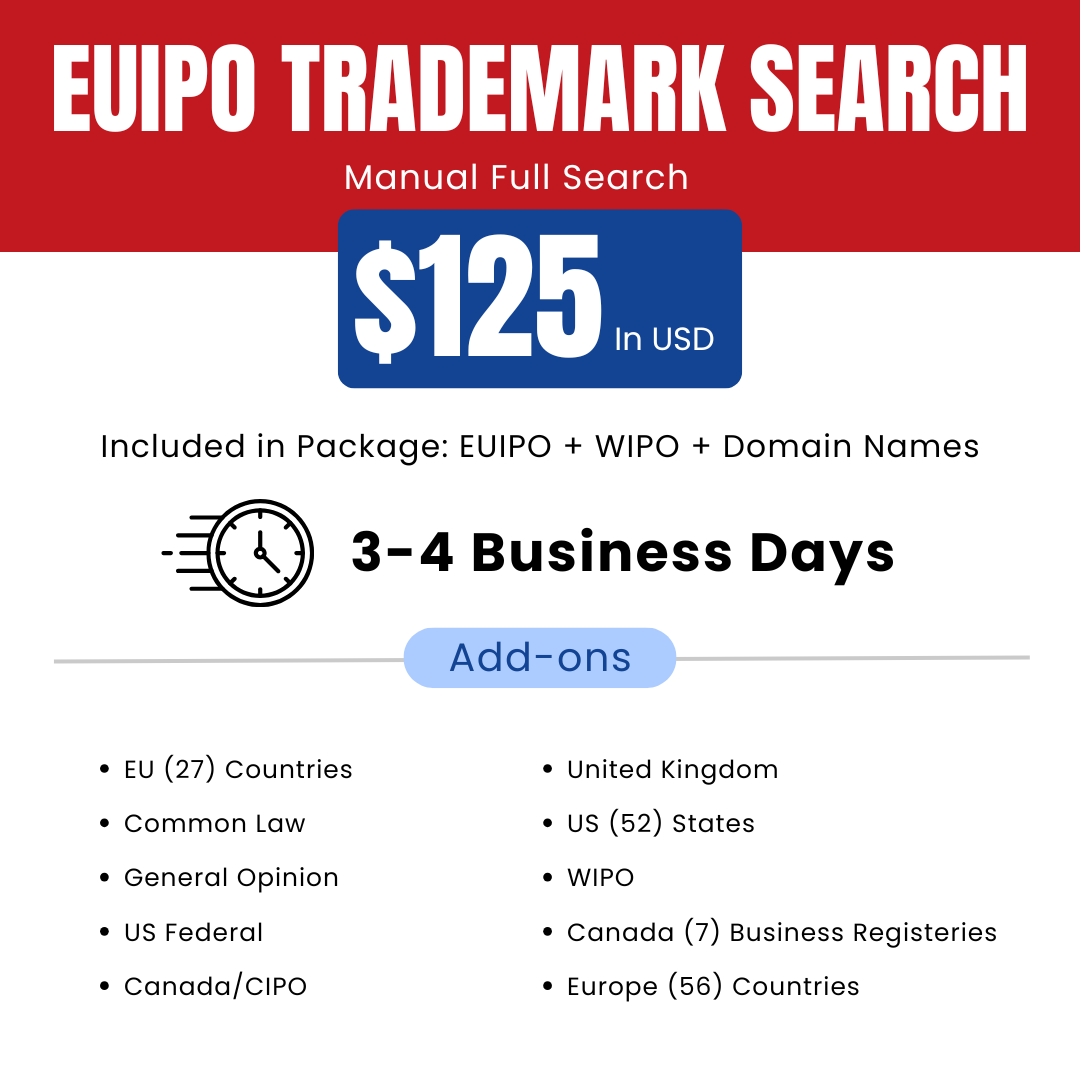 EUIPO TRADEMARK SEARCH
Manual Full Search
$125 In USD
Included in Package: EUIPO + WIPO + Domain Names
3-4 Business Days
Add-ons
• EU (27) Countries
• Common Law
• General Opinion
• US Federal
• Canada/CIPO
• United Kingdom
• US (52) States
• WIPO
• Canada (7) Business Registeries
• Europe (56) Countries